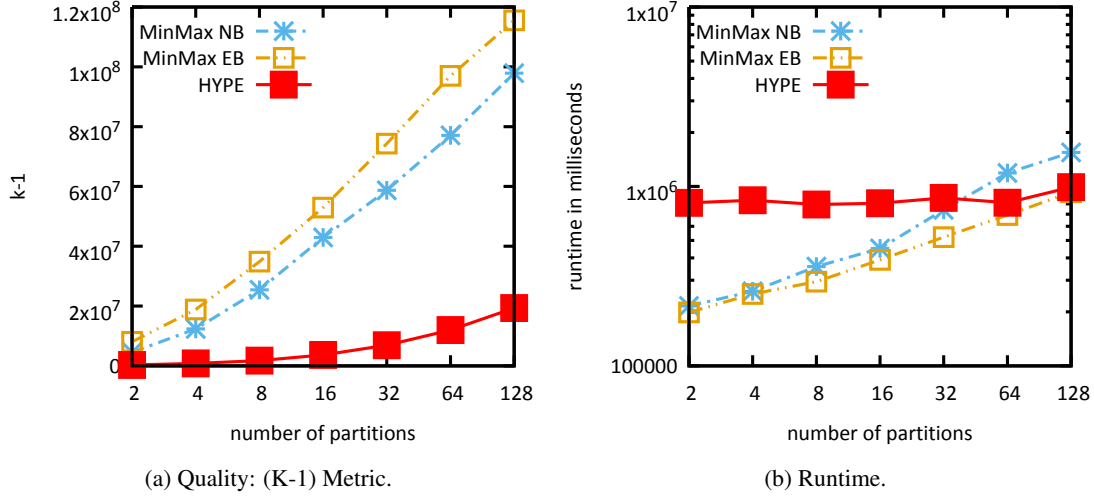 1.2x10^8
1x10^8
8x10^7
6x10^7
4x10^7
2x10^7
0
k-1
MinMax NB
MinMax EB
HYPE
2 4 8 16 32 64 128
number of partitions
(a) Quality: (K-1) Metric.
1x10^7
1x10^6
100000
runtime in milliseconds
MinMax NB
MinMax EB
HYPE
2 4 8 16 32 64 128
number of partitions
(b) Runtime.